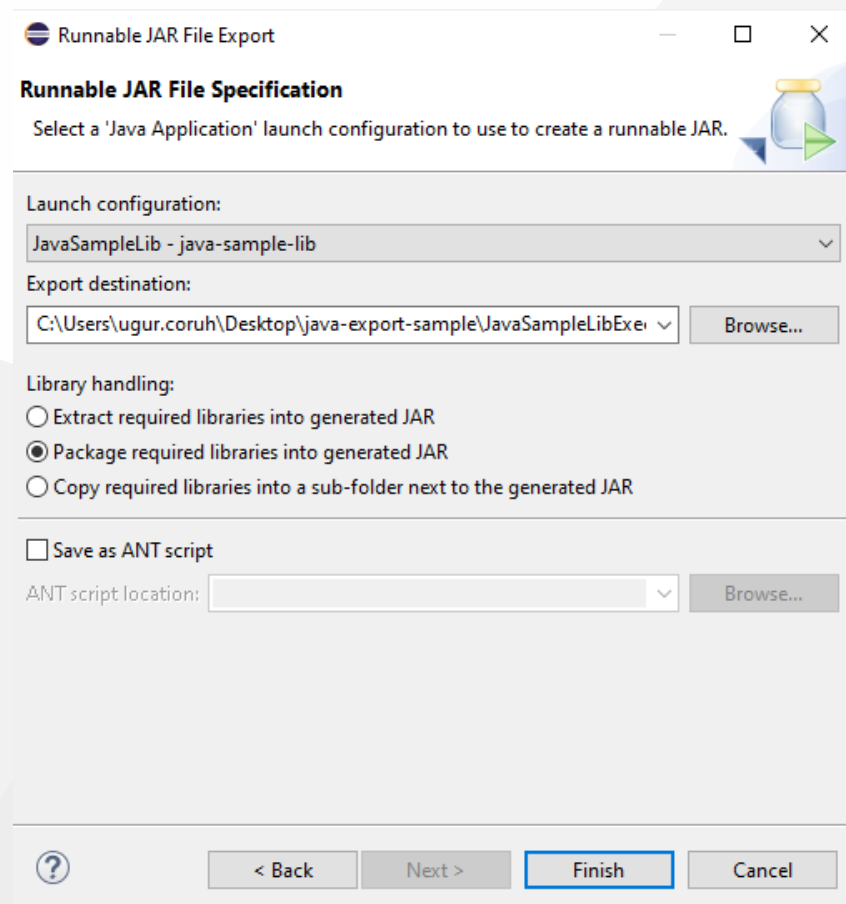 Runnable JAR File Export
Runnable JAR File Specification
Select a 'Java Application' launch configuration to use to create a runnable JAR.
Launch configuration:
JavaSampleLib - java-sample-lib
Export destination:
C:\Users\ugur.coruh\Desktop\java-export-sample\JavaSampleLibExe
Browse...
Library handling:
Extract required libraries into generated JAR
Package required libraries into generated JAR
Copy required libraries into a sub-folder next to the generated JAR
Save as ANT script
ANT script location:
Browse...
? < Back Next > Finish Cancel